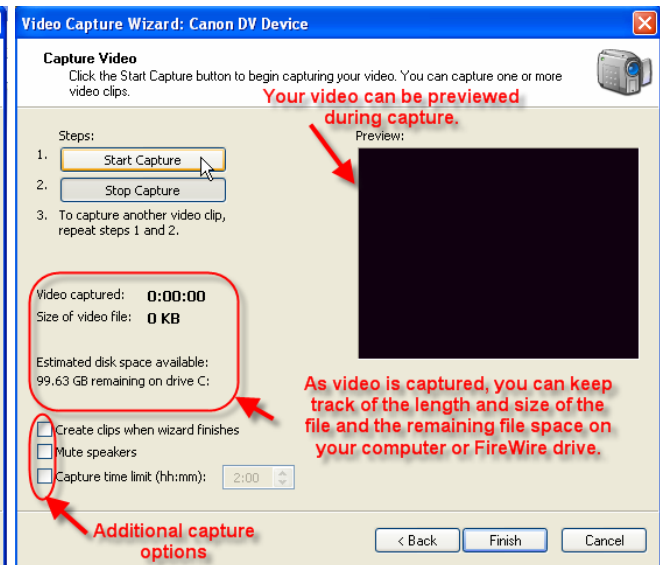 Video Capture Wizard: Canon DV Device
Capture Video
Click the Start Capture button to begin capturing your video. You can capture one or more
video clips.
Your video can be previewed
during capture.
Steps:
Preview:
1. Start Capture
2. Stop Capture
3. To capture another video clip,
repeat steps 1 and 2.
Video captured: 0:00:00
Size of video file: 0 KB
Estimated disk space available:
99.63 GB remaining on drive C:
As video is captured, you can keep
track of the length and size of the
file and the remaining file space on
your computer or FireWire drive.
Create clips when wizard finishes
Mute speakers
Capture time limit (hh:mm): 2:00
Additional capture
options
< Back Finish Cancel